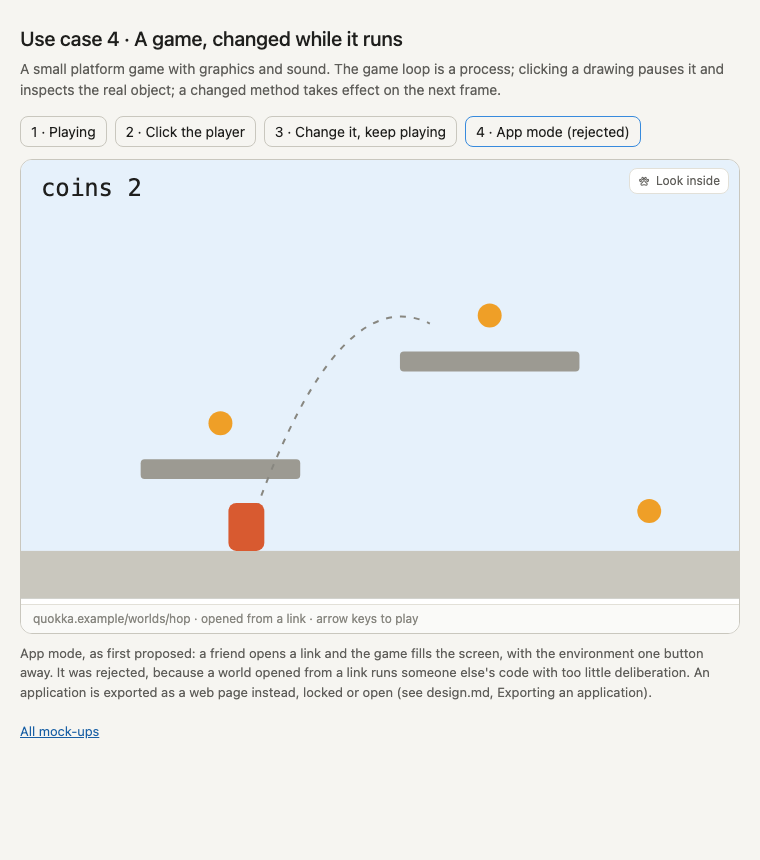 Use case 4 · A game, changed while it runs
A small platform game with graphics and sound. The game loop is a process; clicking a drawing pauses it and
inspects the real object; a changed method takes effect on the next frame.
1 · Playing
2 · Click the player
3 · Change it, keep playing
4 · App mode (rejected)
coins 2
Look inside
quokka.example/worlds/hop · opened from a link · arrow keys to play
App mode, as first proposed: a friend opens a link and the game fills the screen, with the environment one button
away. It was rejected, because a world opened from a link runs someone else's code with too little deliberation. An
application is exported as a web page instead, locked or open (see design.md, Exporting an application).
All mock-ups